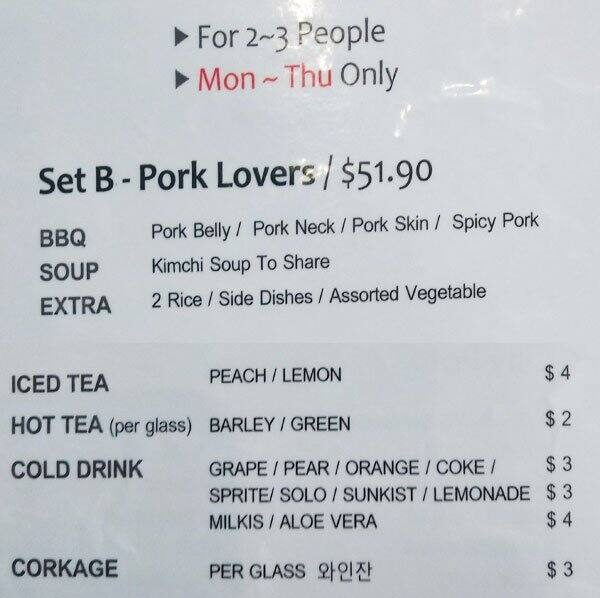 ▶ For 2~3 People
▶ Mon ~ Thu Only
Set B - Pork Lovers / $51.90
BBQ Pork Belly / Pork Neck / Pork Skin / Spicy Pork
SOUP Kimchi Soup To Share
EXTRA 2 Rice / Side Dishes / Assorted Vegetable
ICED TEA PEACH / LEMON $ 4
HOT TEA (per glass) BARLEY / GREEN $ 2
COLD DRINK GRAPE / PEAR / ORANGE / COKE / $ 3
SPRITE/ SOLO / SUNKIST / LEMONADE $ 3
MILKIS / ALOE VERA $ 4
CORKAGE PER GLASS 와인잔 $ 3